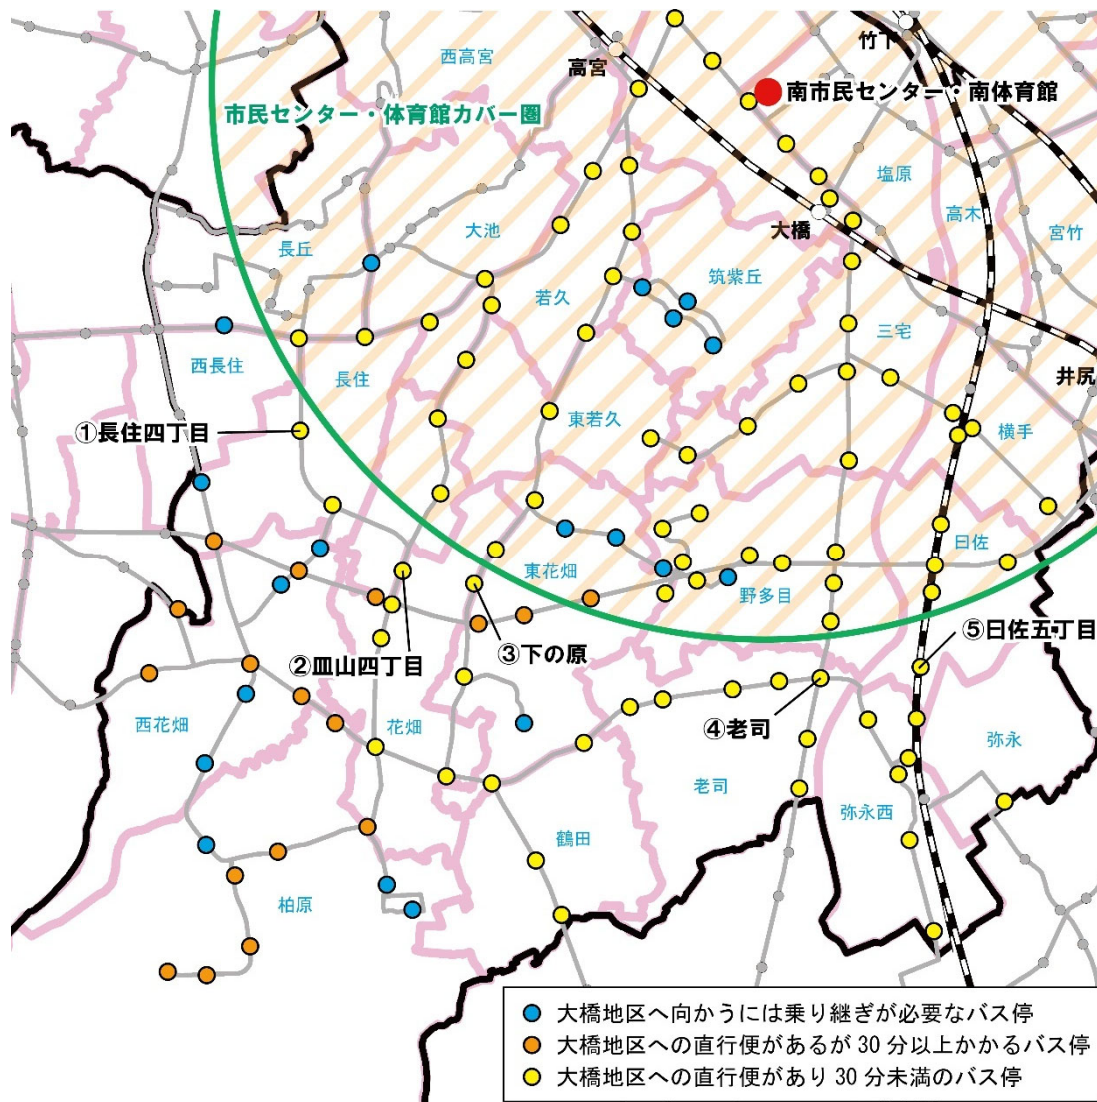 竹下
西高宮
高宮
南市民センター・南体育館
市民センター・体育館カバー圏
塩原
高木
大橋
宮竹
大池
長丘
筑紫丘
若久
三宅
西長住
長住
井尻
東若久
横手
①長住四丁目
曰佐
東花畑
野多目
⑤曰佐五丁目
③下の原
②皿山四丁目
西花畑
花畑
④老司
弥永
老司
弥永西
鶴田
柏原
大橋地区へ向かうには乗り継ぎが必要なバス停
大橋地区への直行便があるが 30 分以上かかるバス停
大橋地区への直行便があり 30 分未満のバス停